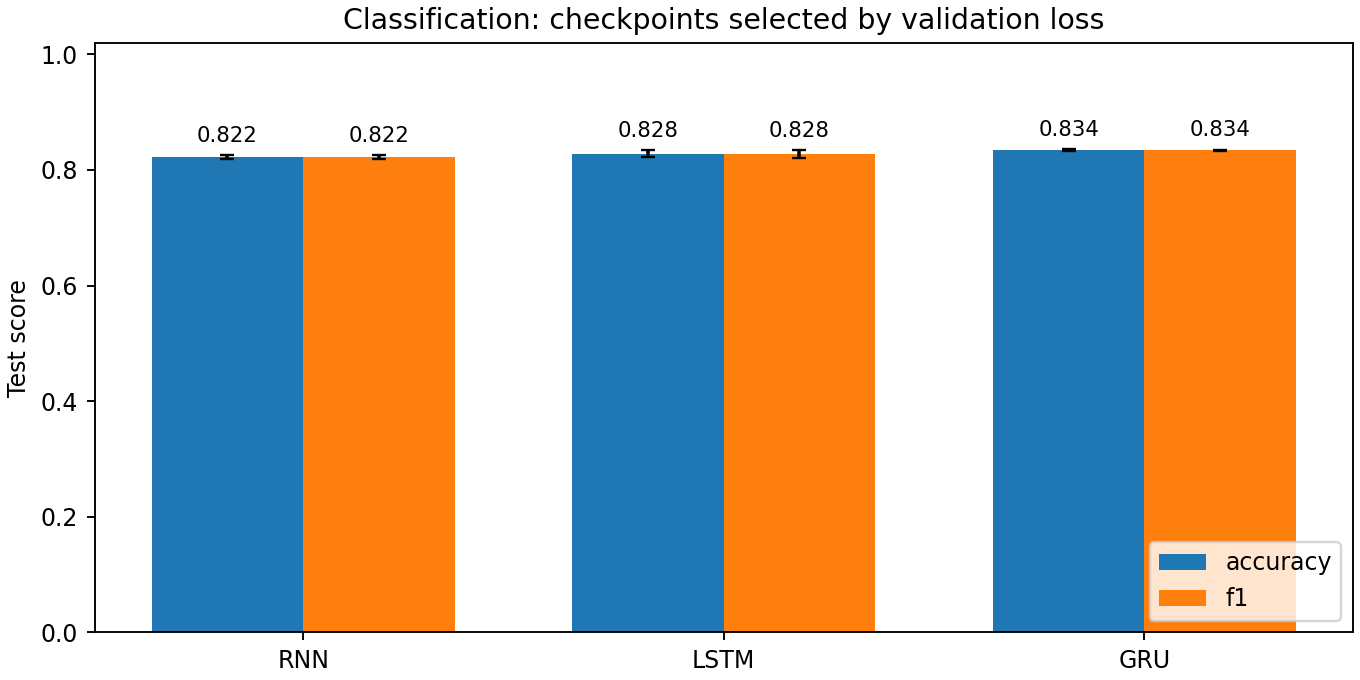 Classification: checkpoints selected by validation loss
1.0
0.8
0.6
0.4
0.2
0.0
Test score
0.822
0.822
0.828
0.828
0.834
0.834
accuracy
f1
RNN
LSTM
GRU